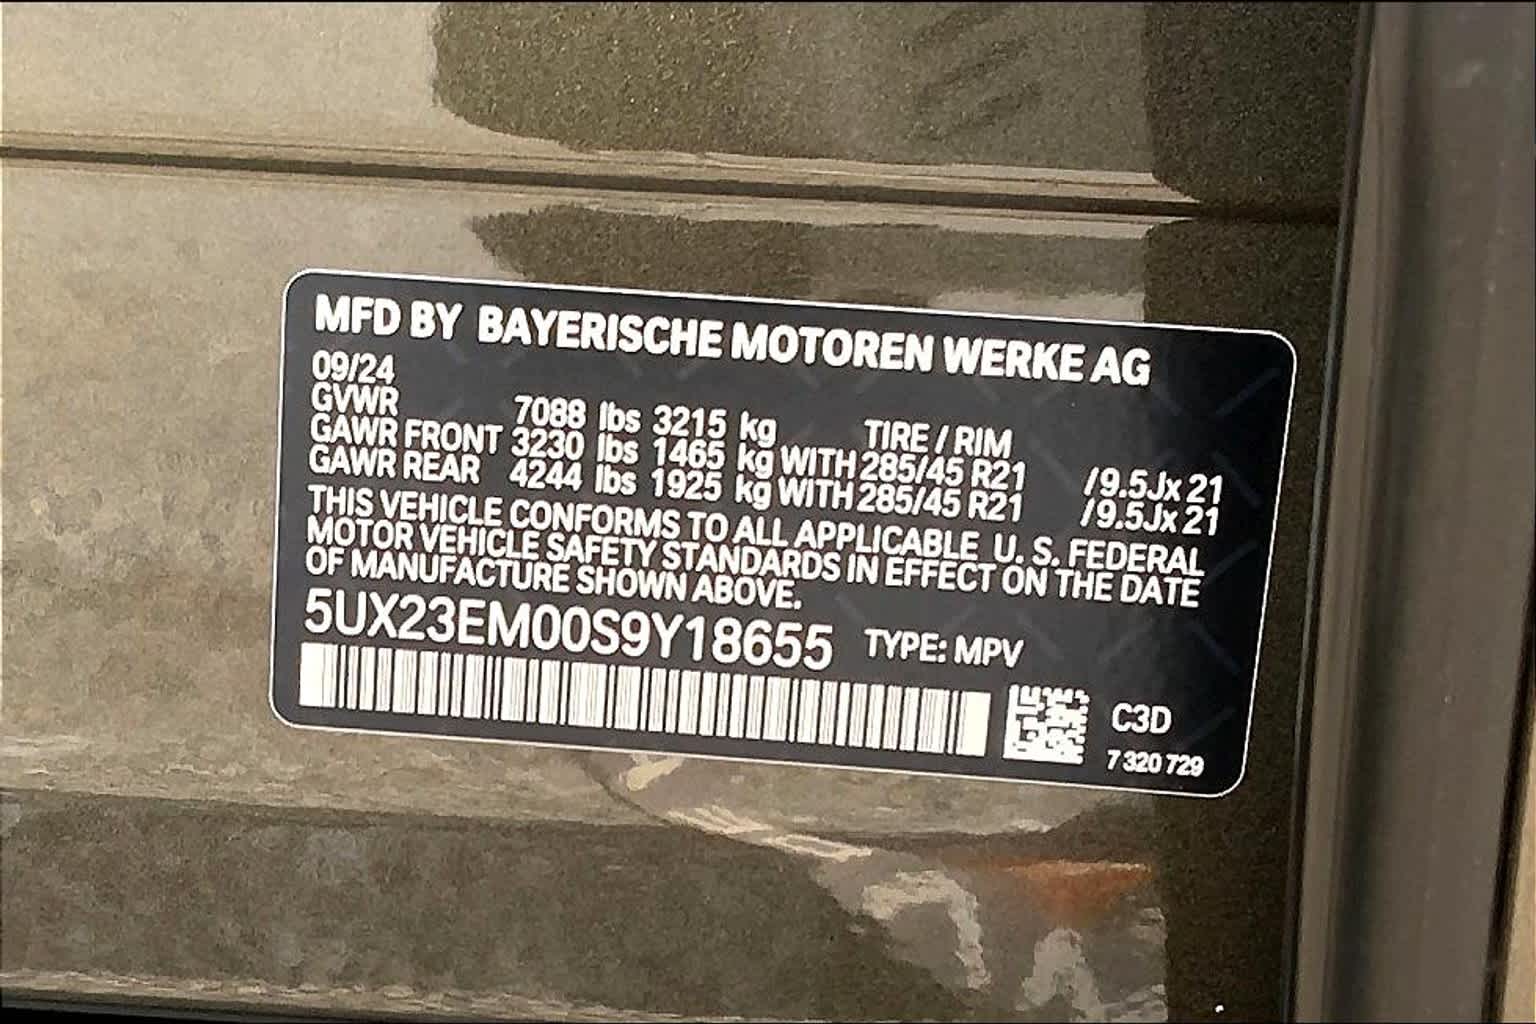 MFD BY BAYERISCHE MOTOREN WERKE AG
09/24
GVWR 7088 lbs 3215 kg TIRE / RIM
GAWR FRONT 3230 lbs 1465 kg WITH 285/45 R21 /9.5Jx 21
GAWR REAR 4244 lbs 1925 kg WITH 285/45 R21 /9.5Jx 21
THIS VEHICLE CONFORMS TO ALL APPLICABLE U. S. FEDERAL
MOTOR VEHICLE SAFETY STANDARDS IN EFFECT ON THE DATE
OF MANUFACTURE SHOWN ABOVE.
5UX23EM00S9Y18655 TYPE: MPV
C3D
7 320 729